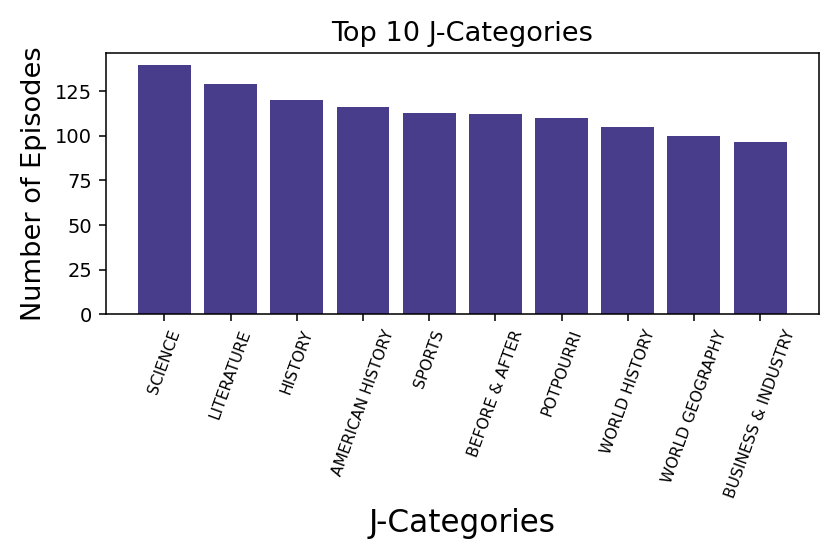 Top 10 J-Categories
Number of Episodes
125
100
75
50
25
0
SCIENCE
LITERATURE
HISTORY
AMERICAN HISTORY
SPORTS
BEFORE & AFTER
POTPOURRI
WORLD HISTORY
WORLD GEOGRAPHY
BUSINESS & INDUSTRY
J-Categories